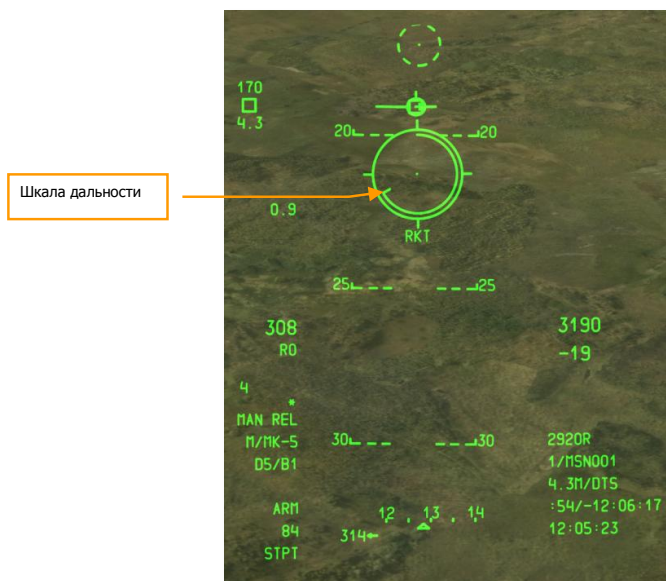 170
4.3
20 20
Шкала дальности
0.9
RKT
25 25
308
3190
RO
-19
4
*
MAN REL
M/MK-5
30 30
2920R
D5/B1
1/MSN001
4.3M/DTS
ARM
12 13 14
:54/-12:06:17
84
314
12:05:23
STPT